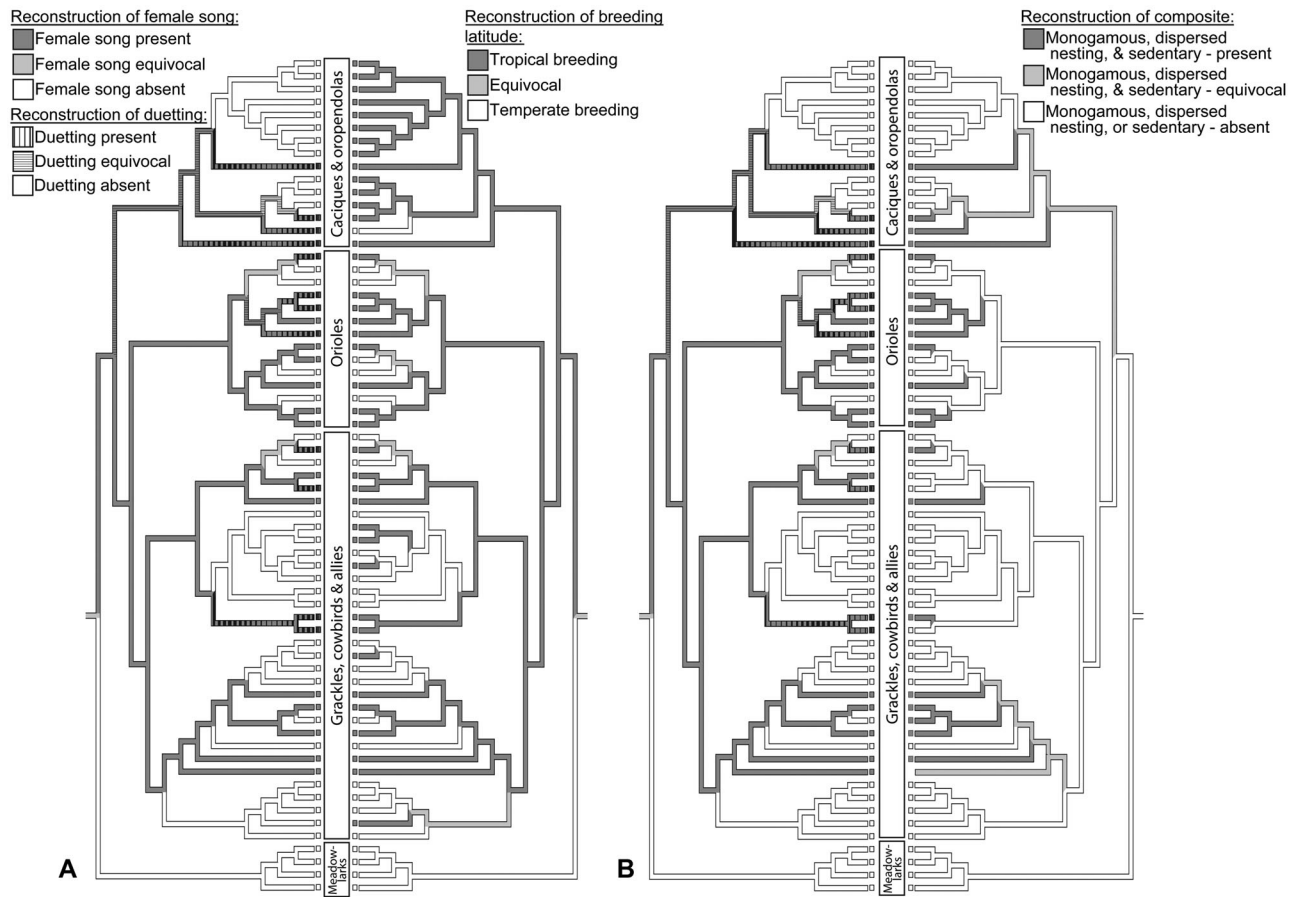 Reconstruction of female song:
Female song present
Female song equivocal
Female song absent
Reconstruction of duetting:
Duetting present
Duetting equivocal
Duetting absent
Reconstruction of breeding
latitude:
Tropical breeding
Equivocal
Temperate breeding
Caciques & oropendolas
Orioles
Grackles, cowbirds & allies
Meadow-
larks
A
Reconstruction of composite:
Monogamous, dispersed
nesting, & sedentary - present
Monogamous, dispersed
nesting, & sedentary - equivocal
Monogamous, dispersed
nesting, or sedentary - absent
Caciques & oropendolas
Orioles
Grackles, cowbirds & allies
Meadow-
larks
B